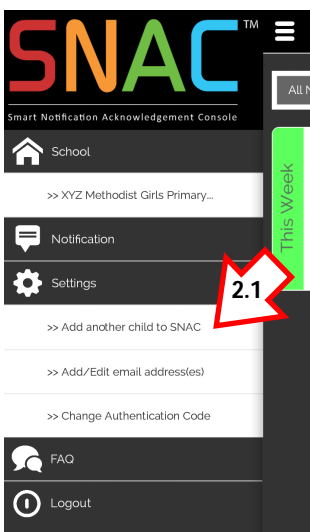 SNAC™
Smart Notification Acknowledgement Console
All N
School
>> XYZ Methodist Girls Primary...
This Week
Notification
Settings
2.1
>> Add another child to SNAC
>> Add/Edit email address(es)
>> Change Authentication Code
FAQ
Logout